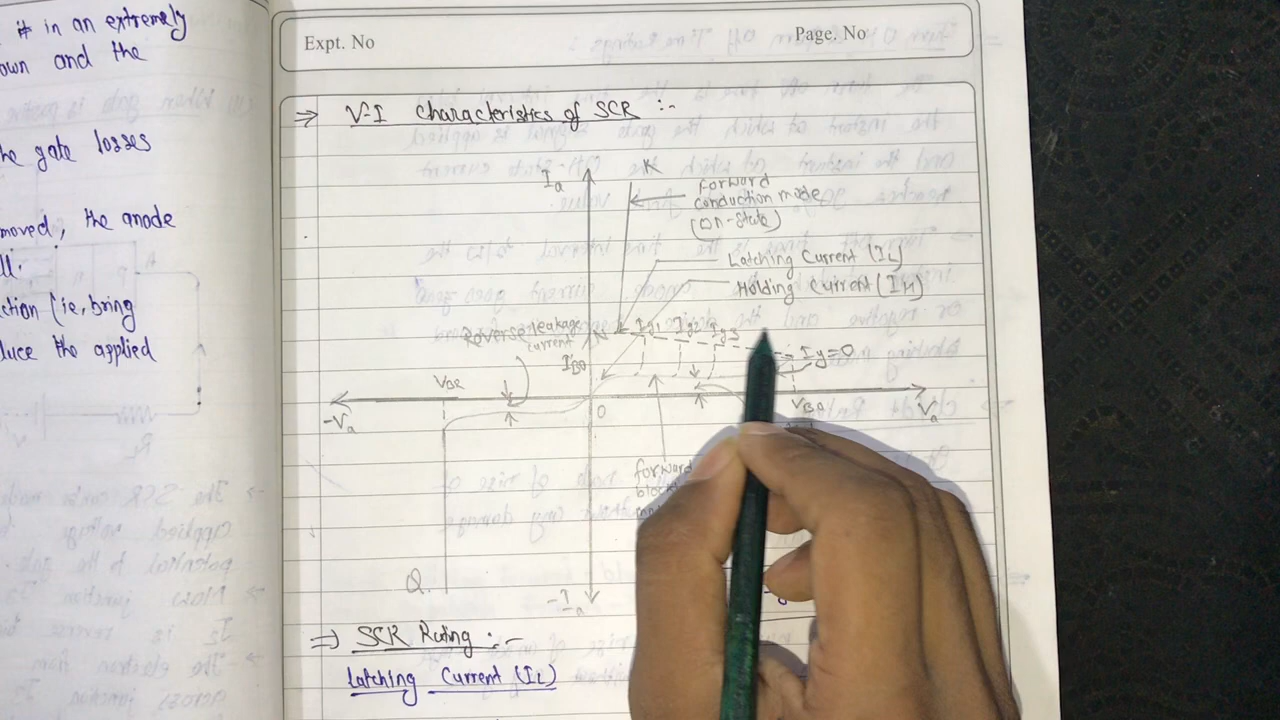 it in an extremely
own and the
he gate losses
moved, the anode
ll.
ction (ie, bring
luce the applied
Expt. No
Page. No
⇒ V-I Characteristics of SCR :-
Ia
K
forward
conduction mode
(On-state)
Latching Current (IL)
Holding Current (IH)
Reverse leakage
current
N
Ig1
Ig2
Ig3
Ig=0
IBO
VBR
-Va
O
VBO
Va
forward
block
Q.
-Ia
⇒ SCR Rating :-
Latching Current (IL)